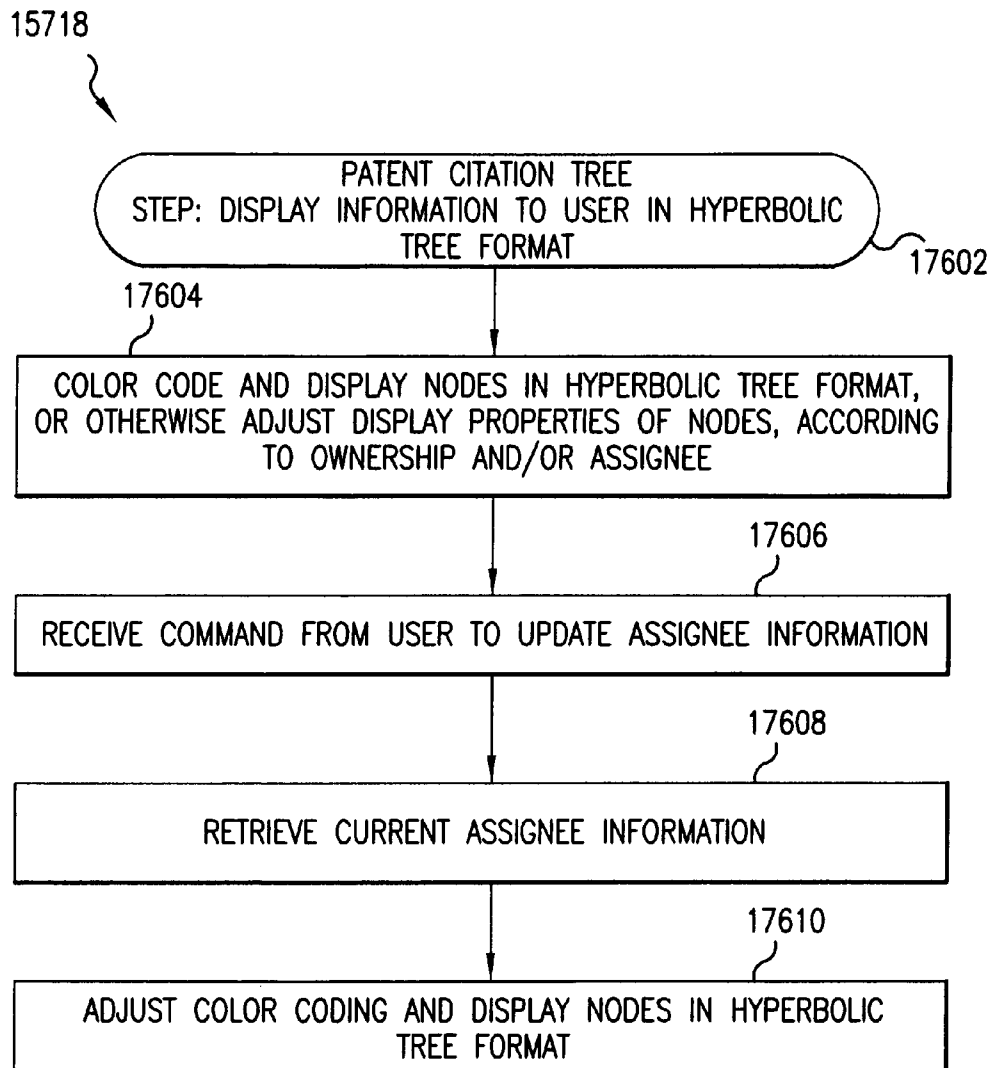 15718
PATENT CITATION TREE
STEP: DISPLAY INFORMATION TO USER IN HYPERBOLIC
TREE FORMAT
17602
17604
COLOR CODE AND DISPLAY NODES IN HYPERBOLIC TREE FORMAT,
OR OTHERWISE ADJUST DISPLAY PROPERTIES OF NODES, ACCORDING
TO OWNERSHIP AND/OR ASSIGNEE
17606
RECEIVE COMMAND FROM USER TO UPDATE ASSIGNEE INFORMATION
17608
RETRIEVE CURRENT ASSIGNEE INFORMATION
17610
ADJUST COLOR CODING AND DISPLAY NODES IN HYPERBOLIC
TREE FORMAT